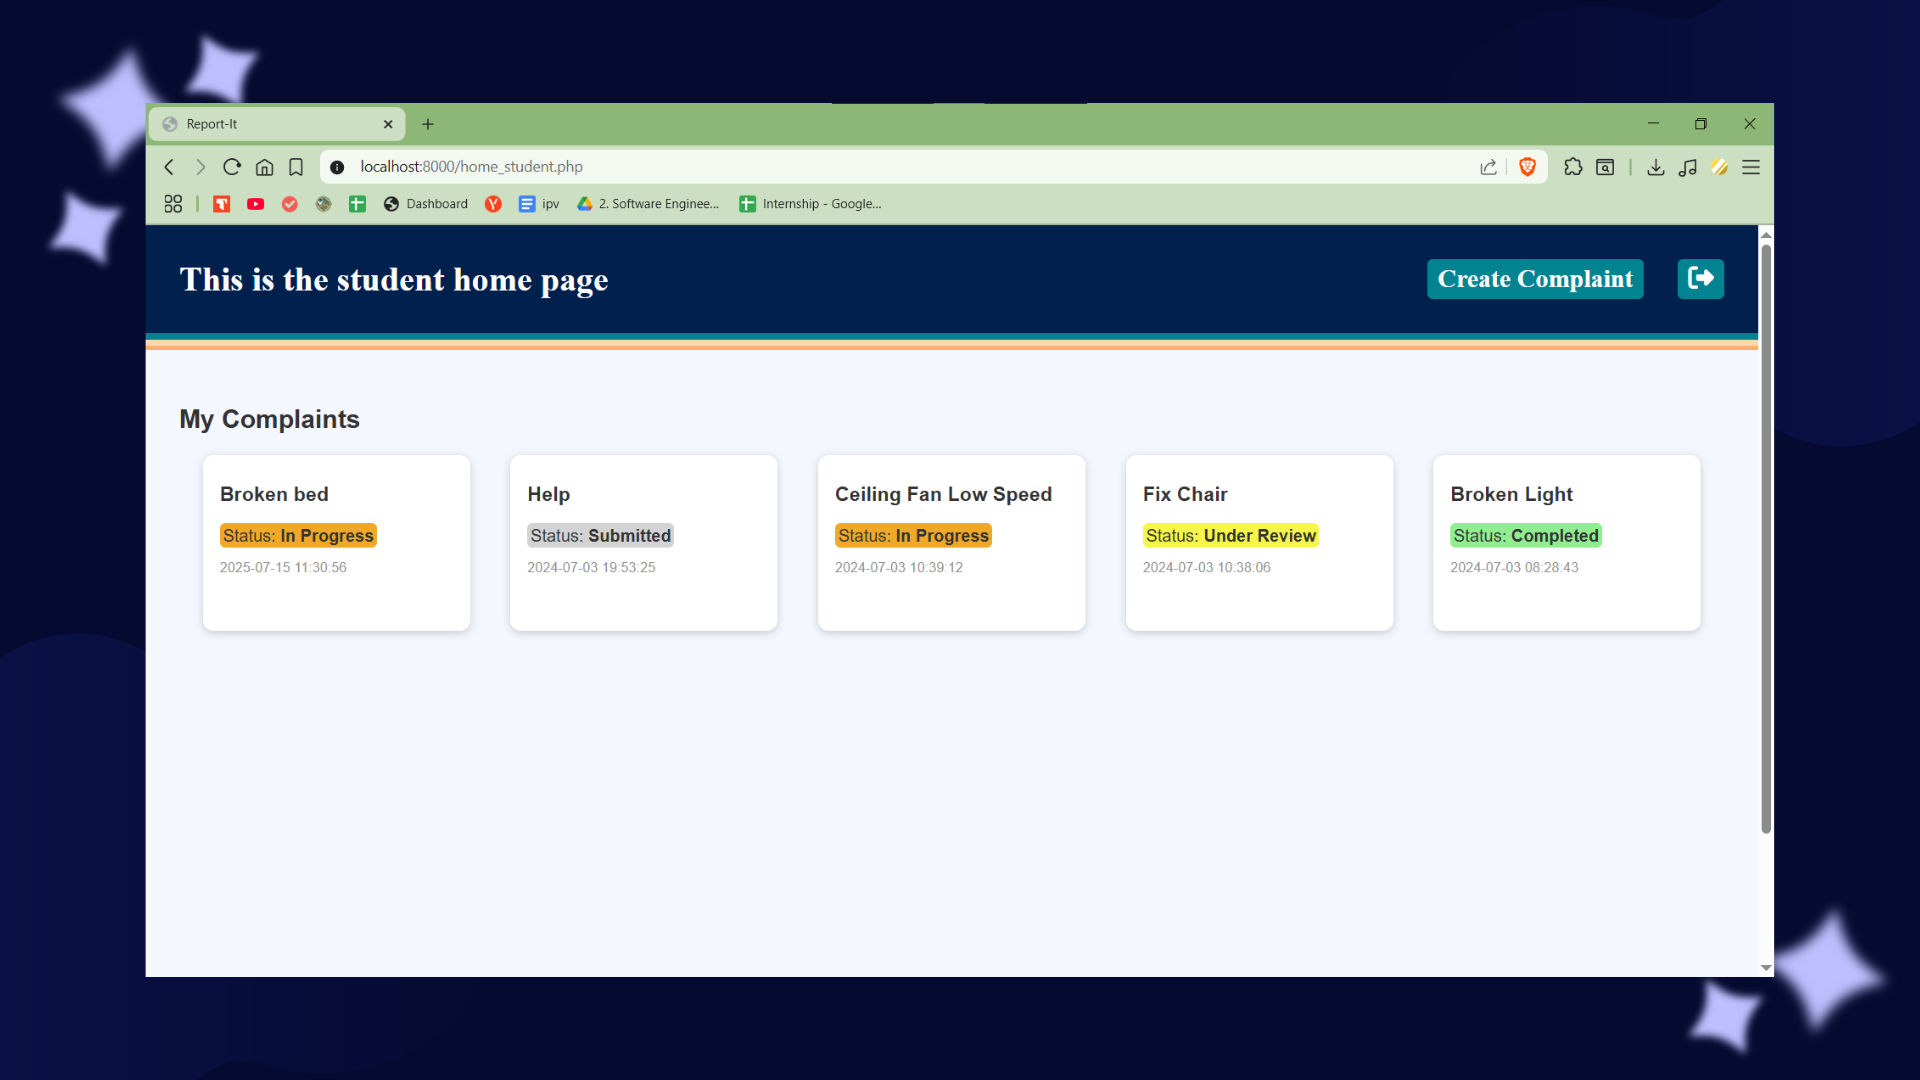 Report-It
localhost:8000/home_student.php
Dashboard
ipv
2. Software Enginee...
Internship - Google...
This is the student home page
Create Complaint
My Complaints
Broken bed
Status: In Progress
2025-07-15 11:30:56
Help
Status: Submitted
2024-07-03 19:53:25
Ceiling Fan Low Speed
Status: In Progress
2024-07-03 10:39:12
Fix Chair
Status: Under Review
2024-07-03 10:38:06
Broken Light
Status: Completed
2024-07-03 08:28:43